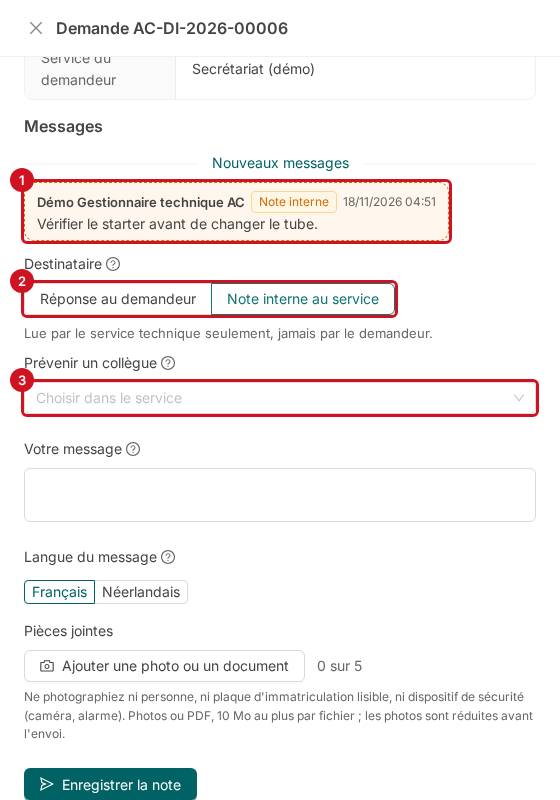 Demande AC-DI-2026-00006
Service du
demandeur
Secrétariat (démo)
Messages
Nouveaux messages
1
Démo Gestionnaire technique AC Note interne 18/11/2026 04:51
Vérifier le starter avant de changer le tube.
Destinataire
2
Réponse au demandeur Note interne au service
Lue par le service technique seulement, jamais par le demandeur.
Prévenir un collègue
3
Choisir dans le service
Votre message
Langue du message
Français Néerlandais
Pièces jointes
Ajouter une photo ou un document 0 sur 5
Ne photographiez ni personne, ni plaque d'immatriculation lisible, ni dispositif de sécurité
(caméra, alarme). Photos ou PDF, 10 Mo au plus par fichier ; les photos sont réduites avant
l'envoi.
Enregistrer la note